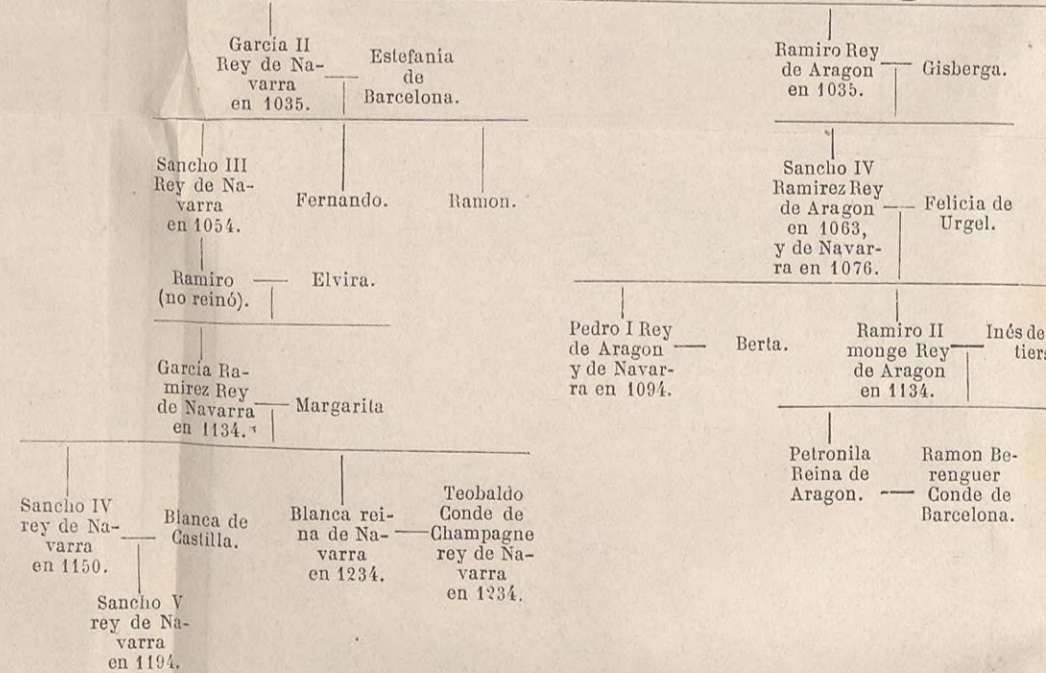 García II
Rey de Na-
varra
en 1035.
Estefania
de
Barcelona.
Ramiro Rey
de Aragon
en 1035.
Gisberga.
Sancho III
Rey de Na-
varra
en 1054.
Fernando.
Ramon.
Sancho IV
Ramirez Rey
de Aragon
en 1063,
y de Navar-
ra en 1076.
Felicia de
Urgel.
Ramiro
(no reinó).
Elvira.
Pedro I Rey
de Aragon
y de Navar-
ra en 1094.
Berta.
Ramiro II
monge Rey
de Aragon
en 1134.
Inés de
tiers
García Ra-
mirez Rey
de Navarra
en 1134.
Margarita
Petronila
Reina de
Aragon.
Ramon Be-
renguer
Conde de
Barcelona.
Sancho IV
rey de Na-
varra
en 1150.
Blanca de
Castilla.
Blanca rei-
na de Na-
varra
en 1234.
Teobaldo
Conde de
Champagne
rey de Na-
varra
en 1234.
Sancho V
rey de Na-
varra
en 1194.